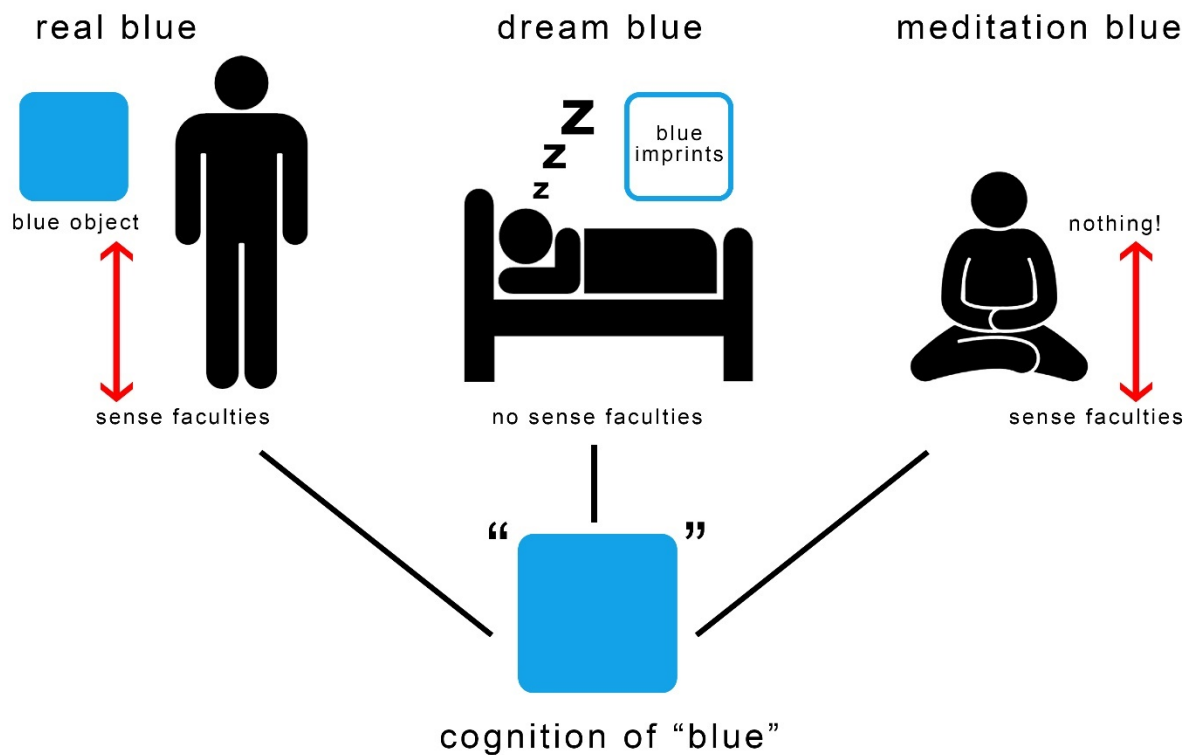 real blue
dream blue
meditation blue
z
z
z
blue
imprints
blue object
nothing!
sense faculties
no sense faculties
sense faculties
“ ”
cognition of “blue”